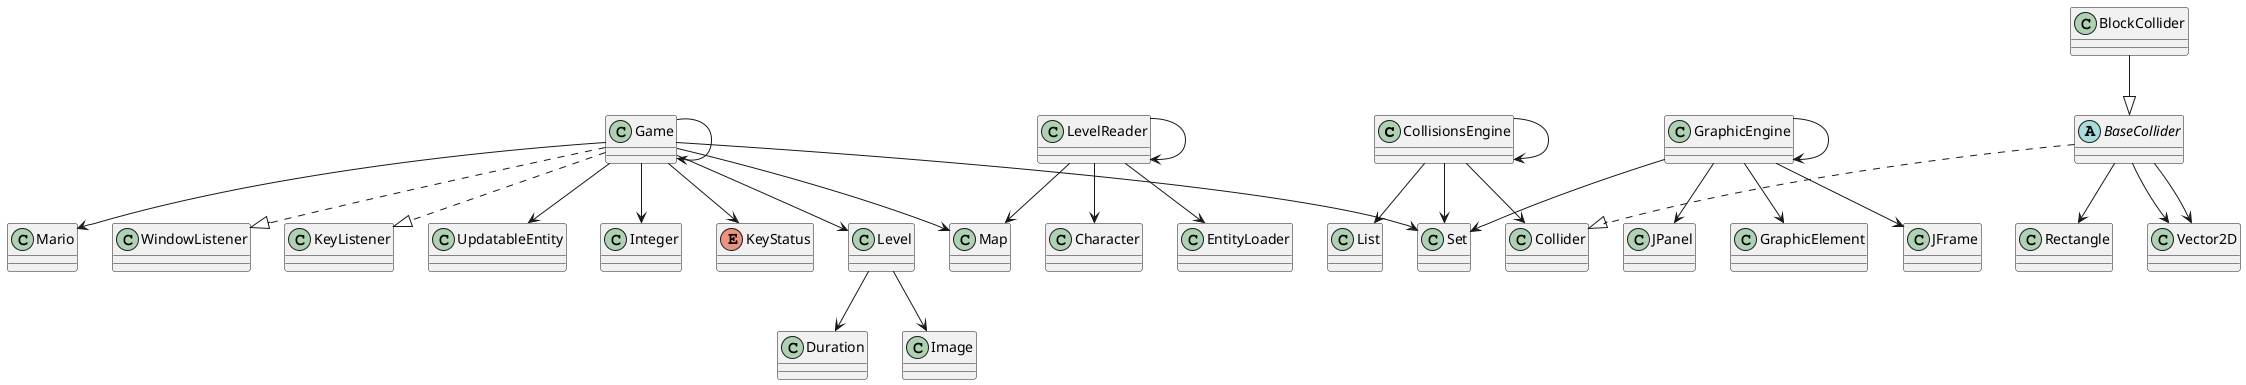 C BlockCollider
C Game
C LevelReader
C CollisionsEngine
C GraphicEngine
A BaseCollider
C Mario
C WindowListener
C KeyListener
C UpdatableEntity
C Integer
E KeyStatus
C Level
C Map
C Character
C EntityLoader
C List
C Set
C Collider
C JPanel
C GraphicElement
C JFrame
C Rectangle
C Vector2D
C Duration
C Image